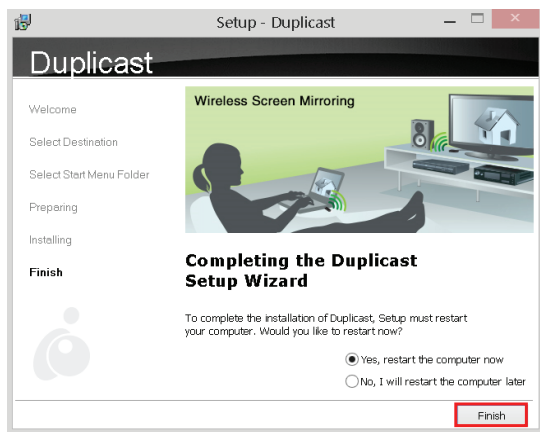 Setup - Duplicast
Duplicast
Welcome
Select Destination
Select Start Menu Folder
Preparing
Installing
Finish
Wireless Screen Mirroring
Completing the Duplicast
Setup Wizard
To complete the installation of Duplicast, Setup must restart
your computer. Would you like to restart now?
Yes, restart the computer now
No, I will restart the computer later
Finish